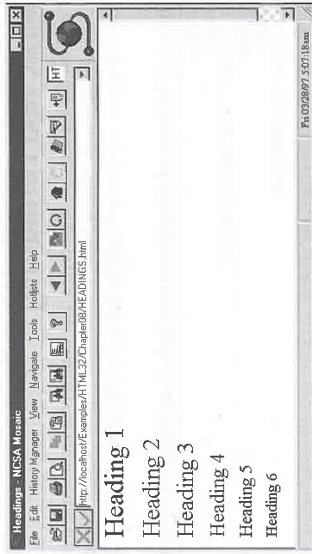 Headings - NCSA Mosaic
File Edit History Manager View Navigate Tools Hotlists Help
HT
http://localhost/Examples/HTML32/Chapter08/HEADINGS.html
Heading 1
Heading 2
Heading 3
Heading 4
Heading 5
Heading 6
Fri 03/28/97 5:07:18am